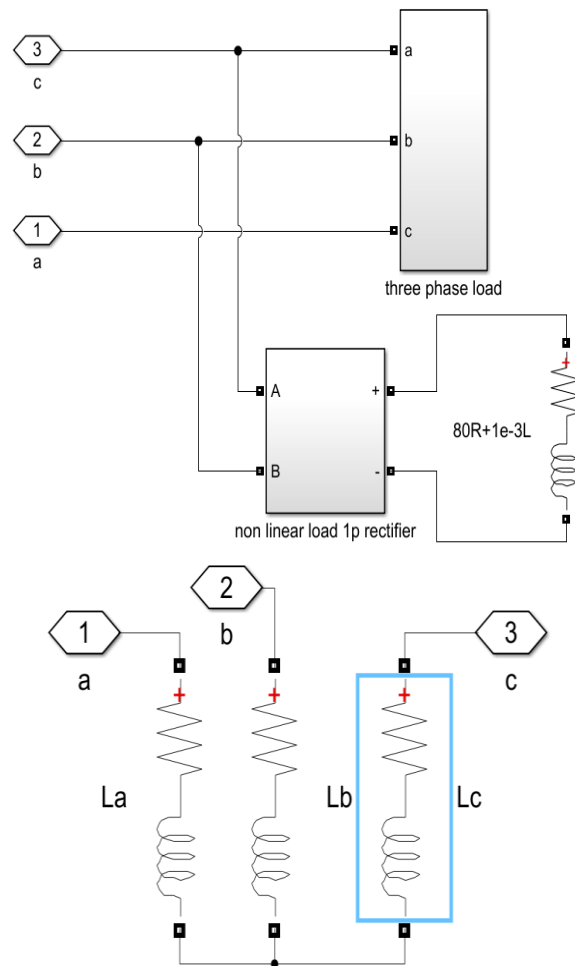 3
c
a
2
b
b
1
a
c
three phase load
A
+
80R+1e-3L
B
-
non linear load 1p rectifier
2
1
3
b
a
c
+
+
+
+
La
Lb
Lc